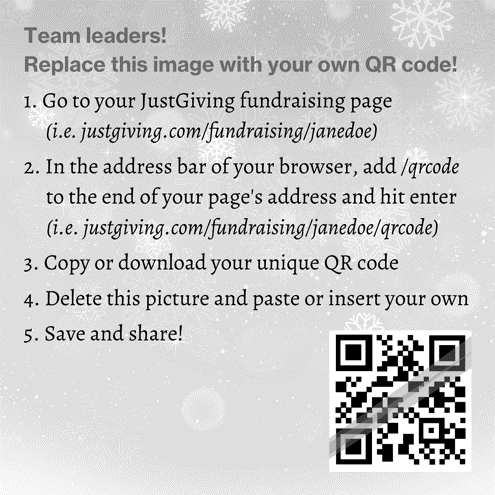 Team leaders!
Replace this image with your own QR code!
1. Go to your JustGiving fundraising page
(i.e. justgiving.com/fundraising/janedoe)
2. In the address bar of your browser, add /qrcode
to the end of your page's address and hit enter
(i.e. justgiving.com/fundraising/janedoe/qrcode)
3. Copy or download your unique QR code
4. Delete this picture and paste or insert your own
5. Save and share!